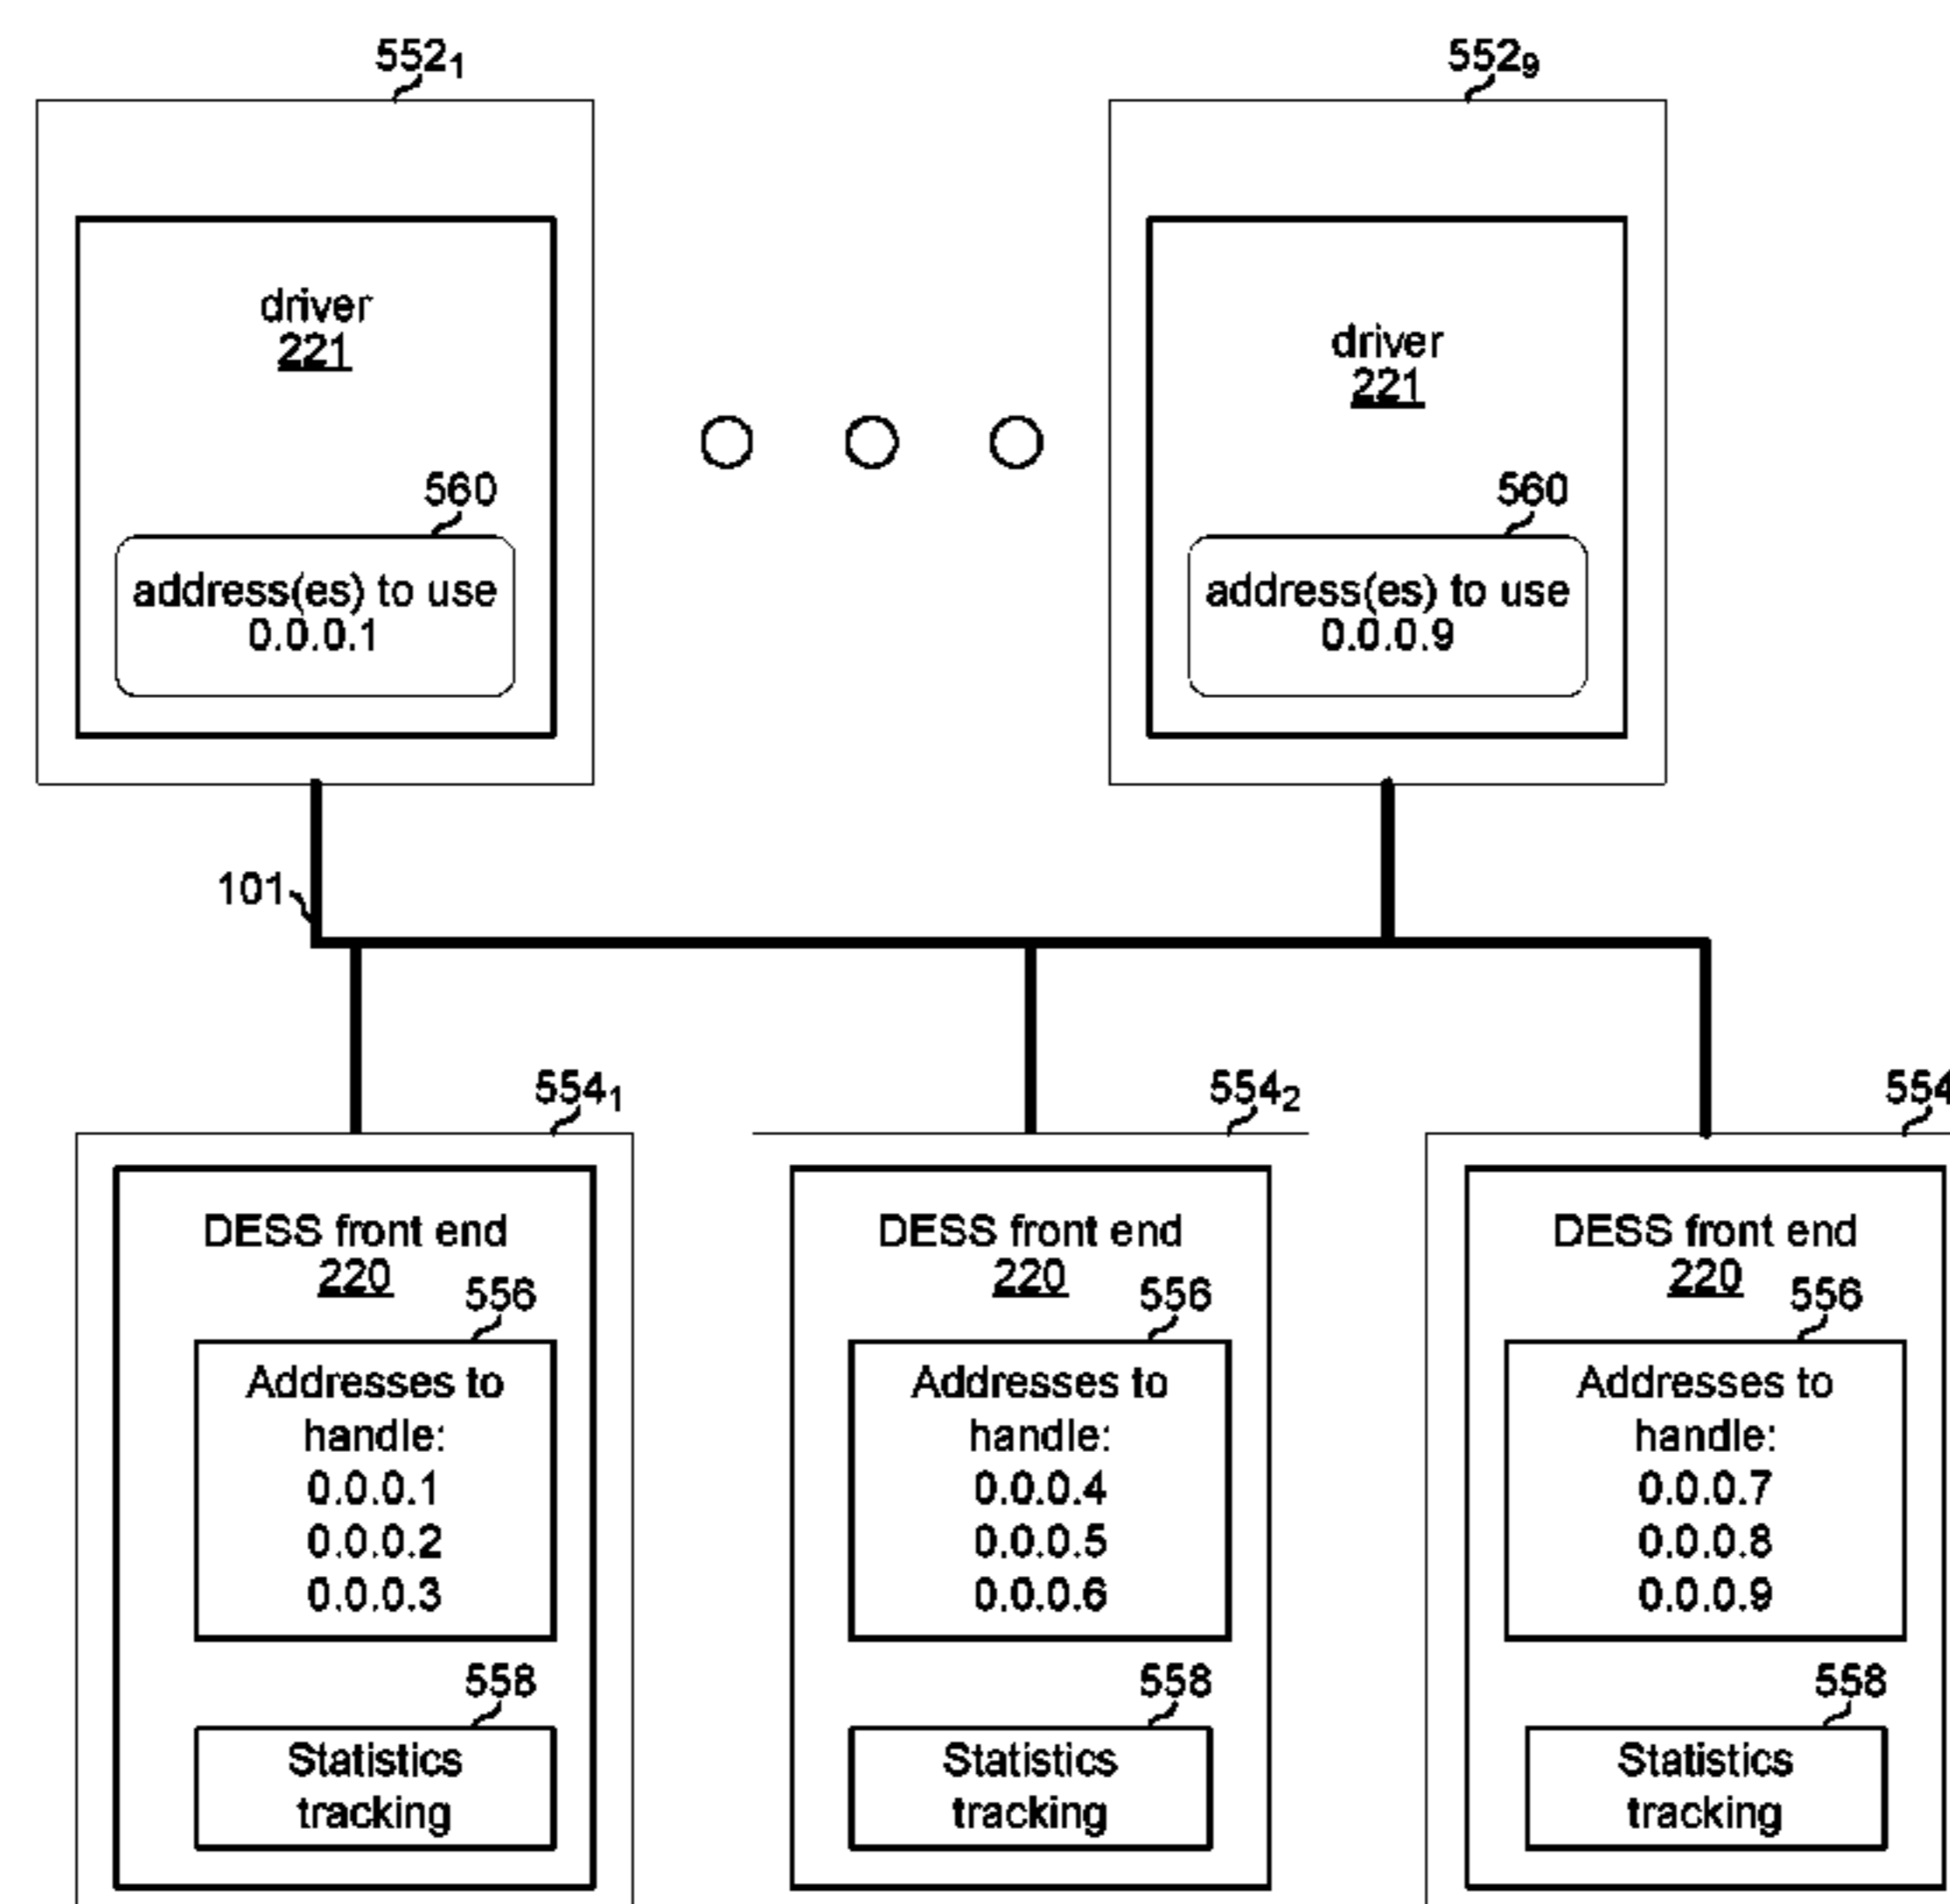 552₁
552₉
driver
221
driver
221
560
560
address(es) to use
0.0.0.1
address(es) to use
0.0.0.9
101
554₁
554₂
554
DESS front end
220
DESS front end
220
DESS front end
220
556
556
556
Addresses to
handle:
0.0.0.1
0.0.0.2
0.0.0.3
Addresses to
handle:
0.0.0.4
0.0.0.5
0.0.0.6
Addresses to
handle:
0.0.0.7
0.0.0.8
0.0.0.9
558
558
558
Statistics
tracking
Statistics
tracking
Statistics
tracking